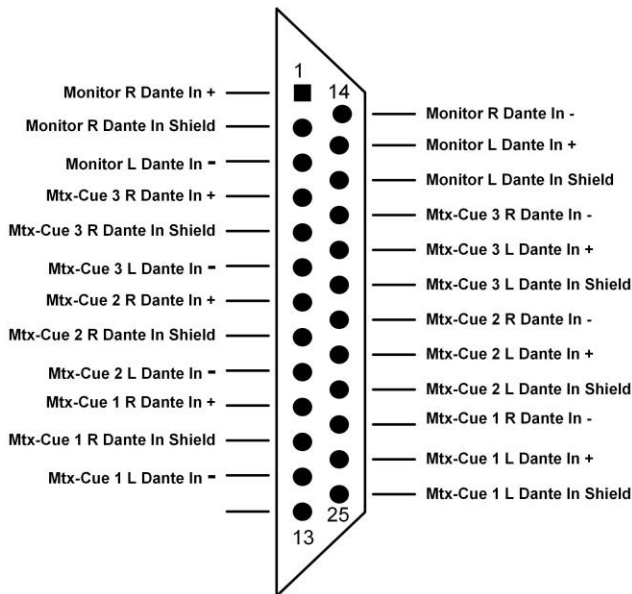 1
14
Monitor R Dante In +
Monitor R Dante In Shield
Monitor L Dante In -
Mtx-Cue 3 R Dante In +
Mtx-Cue 3 R Dante In Shield
Mtx-Cue 3 L Dante In -
Mtx-Cue 2 R Dante In +
Mtx-Cue 2 R Dante In Shield
Mtx-Cue 2 L Dante In -
Mtx-Cue 1 R Dante In +
Mtx-Cue 1 R Dante In Shield
Mtx-Cue 1 L Dante In -
Monitor R Dante In -
Monitor L Dante In +
Monitor L Dante In Shield
Mtx-Cue 3 R Dante In -
Mtx-Cue 3 L Dante In +
Mtx-Cue 3 L Dante In Shield
Mtx-Cue 2 R Dante In -
Mtx-Cue 2 L Dante In +
Mtx-Cue 2 L Dante In Shield
Mtx-Cue 1 R Dante In -
Mtx-Cue 1 L Dante In +
Mtx-Cue 1 L Dante In Shield
25
13